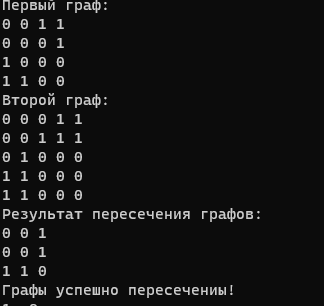 Первый граф:
0 0 1 1
0 0 0 1
1 0 0 0
1 1 0 0
Второй граф:
0 0 0 1 1
0 0 1 1 1
0 1 0 0 0
1 1 0 0 0
1 1 0 0 0
Результат пересечения графов:
0 0 1
0 0 1
1 1 0
Графы успешно пересечены!